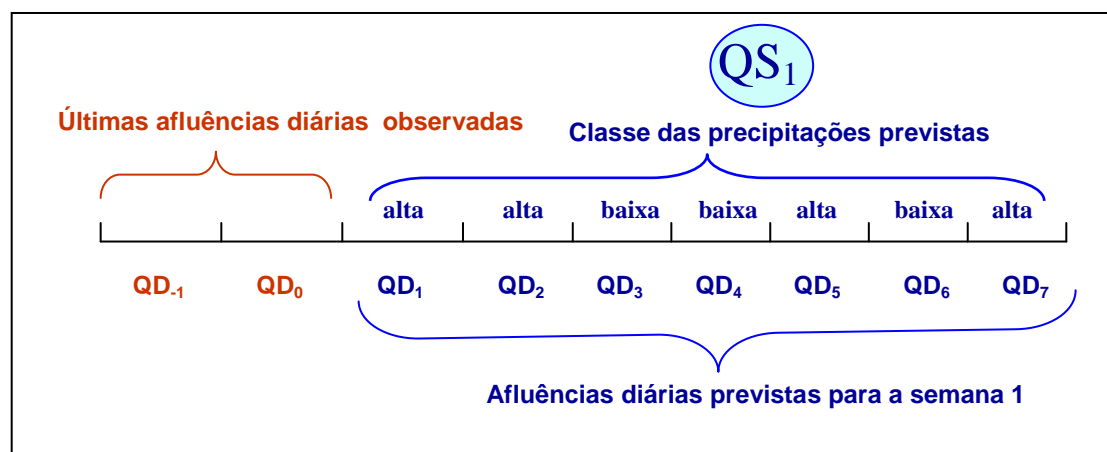 QS₁
Últimas afluências diárias observadas
Classe das precipitações previstas
alta alta baixa baixa alta baixa alta
QD₋₁ QD₀ QD₁ QD₂ QD₃ QD₄ QD₅ QD₆ QD₇
Afluências diárias previstas para a semana 1